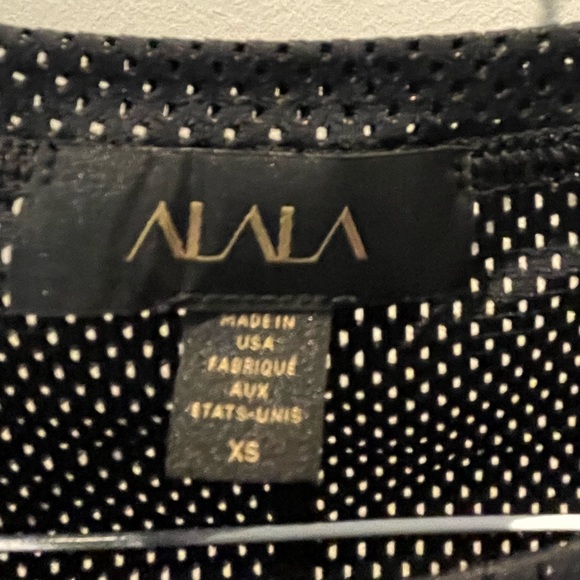 ALALA
MADE IN
USA
FABRIQUÉ
AUX
ÉTATS-UNIS
XS